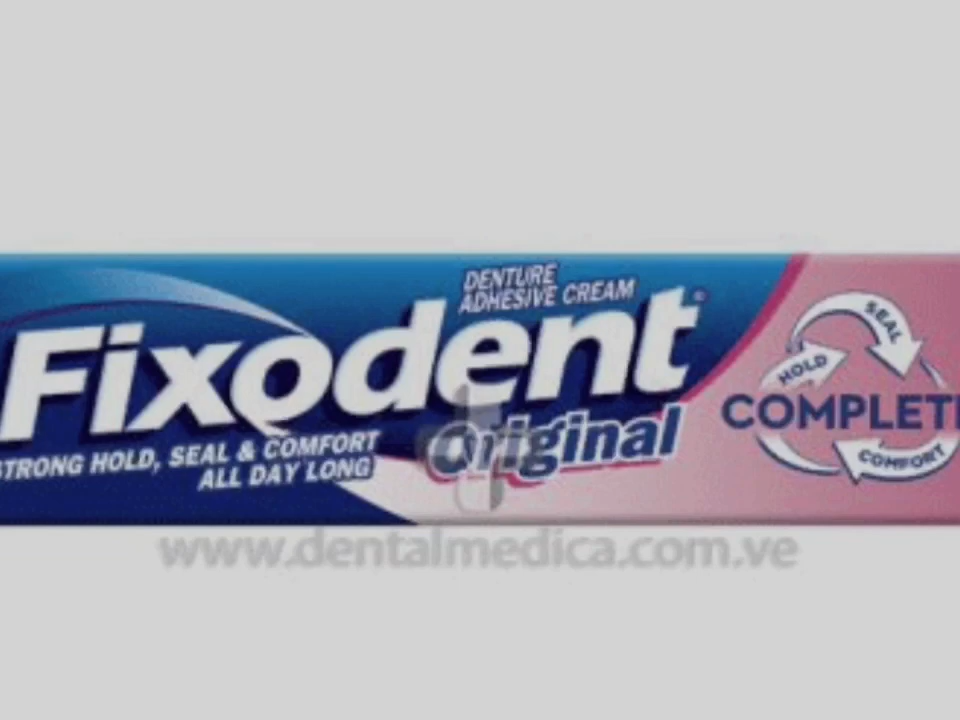 DENTURE
ADHESIVE CREAM
Fixodent
Original
STRONG HOLD, SEAL & COMFORT
ALL DAY LONG
HOLD
SEAL
COMPLETE
COMFORT
www.dentalmedica.com.ve